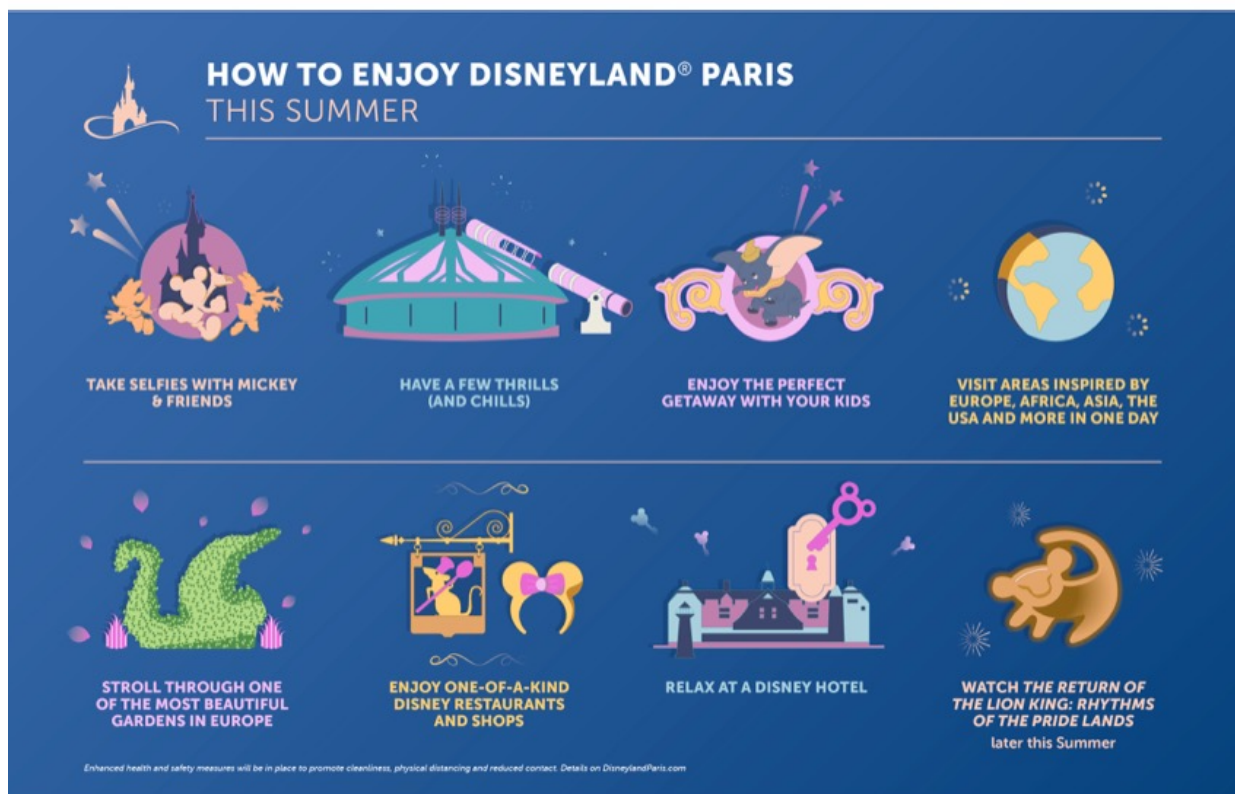 HOW TO ENJOY DISNEYLAND® PARIS
THIS SUMMER
TAKE SELFIES WITH MICKEY
& FRIENDS
HAVE A FEW THRILLS
(AND CHILLS)
ENJOY THE PERFECT
GETAWAY WITH YOUR KIDS
VISIT AREAS INSPIRED BY
EUROPE, AFRICA, ASIA, THE
USA AND MORE IN ONE DAY
STROLL THROUGH ONE
OF THE MOST BEAUTIFUL
GARDENS IN EUROPE
ENJOY ONE-OF-A-KIND
DISNEY RESTAURANTS
AND SHOPS
RELAX AT A DISNEY HOTEL
WATCH THE RETURN OF
THE LION KING: RHYTHMS
OF THE PRIDE LANDS
later this Summer
Enhanced health and safety measures will be in place to promote cleanliness, physical distancing and reduced contact. Details on DisneylandParis.com